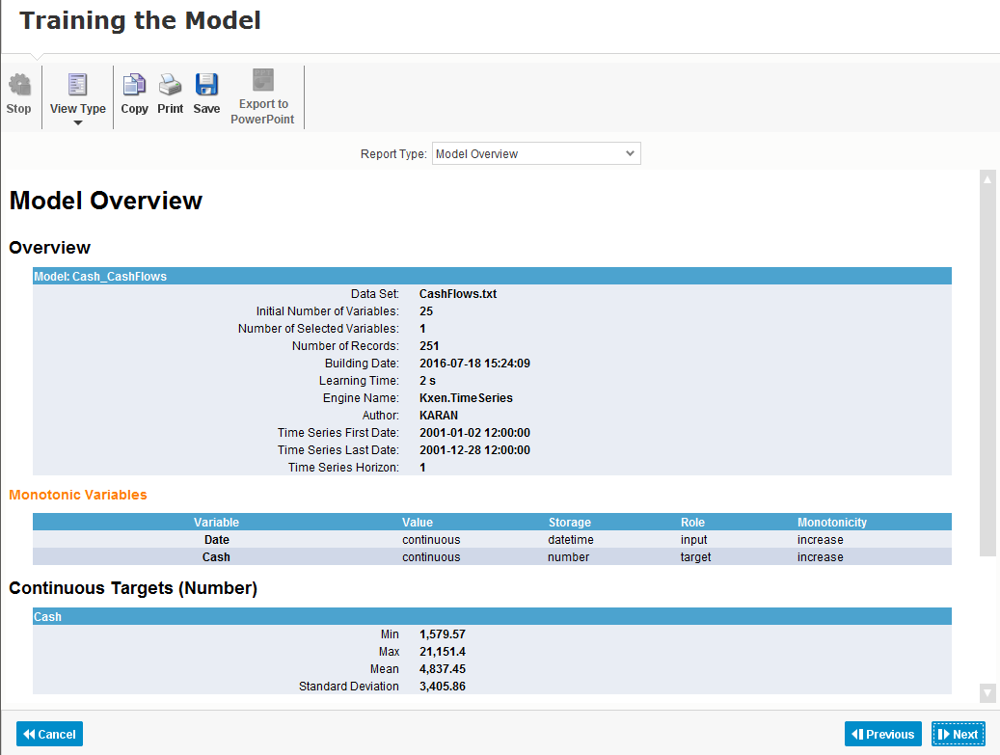 Training the Model
Stop
View Type
Copy
Print
Save
Export to
PowerPoint
Report Type: Model Overview
Model Overview
Overview
Model: Cash_CashFlows
Data Set: CashFlows.txt
Initial Number of Variables: 25
Number of Selected Variables: 1
Number of Records: 251
Building Date: 2016-07-18 15:24:09
Learning Time: 2 s
Engine Name: Kxen.TimeSeries
Author: KARAN
Time Series First Date: 2001-01-02 12:00:00
Time Series Last Date: 2001-12-28 12:00:00
Time Series Horizon: 1
Monotonic Variables
Variable Value Storage Role Monotonicity
Date continuous datetime input increase
Cash continuous number target increase
Continuous Targets (Number)
Cash
Min 1,579.57
Max 21,151.4
Mean 4,837.45
Standard Deviation 3,405.86
Cancel Previous Next